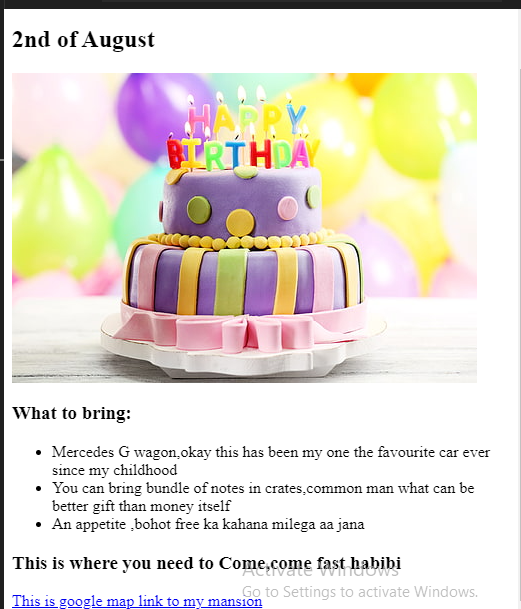 2nd of August
HAPPY
BIRTHDAY
What to bring:
Mercedes G wagon,okay this has been my one the favourite car ever
since my childhood
You can bring bundle of notes in crates,common man what can be
better gift than money itself
An appetite ,bohot free ka kahana milega aa jana
This is where you need to Come,come fast habibi
Activate Windows
Go to Settings to activate Windows.
This is google map link to my mansion